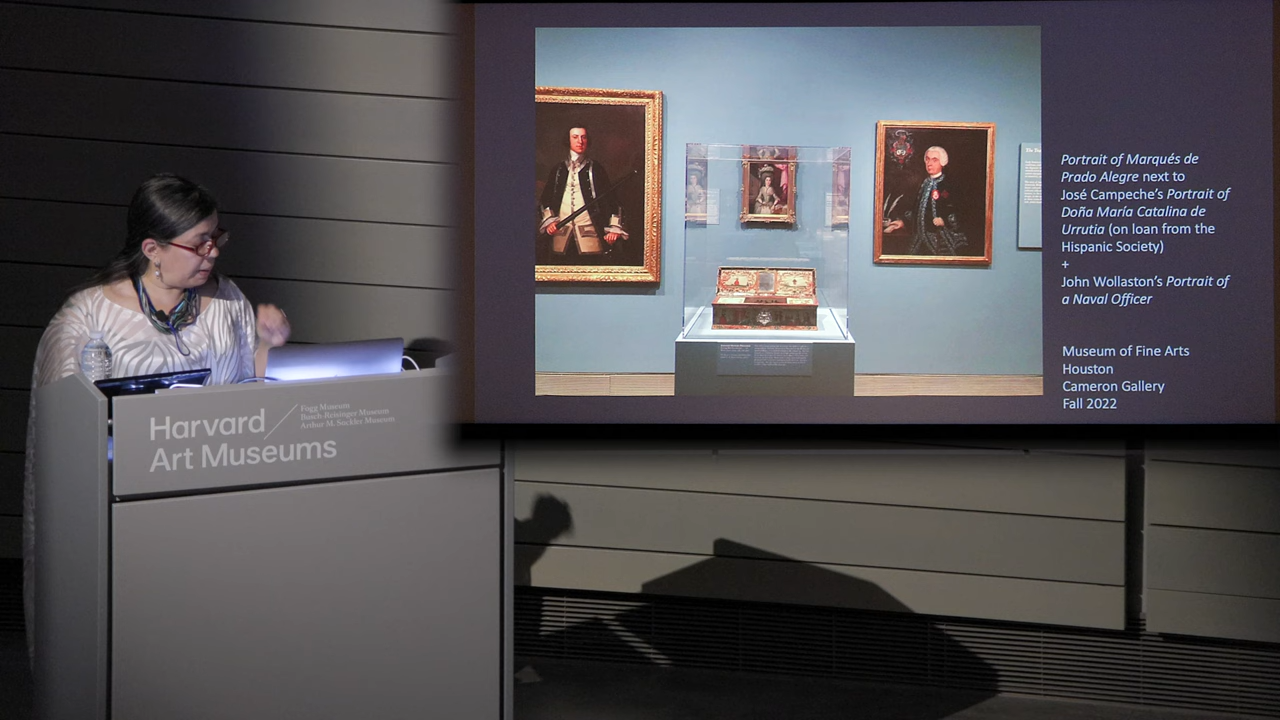 Portrait of Marqués de
Prado Alegre next to
José Campeche's Portrait of
Doña María Catalina de
Urrutia (on loan from the
Hispanic Society)
+
John Wollaston's Portrait of
a Naval Officer
Museum of Fine Arts
Houston
Cameron Gallery
Fall 2022
Harvard
Art Museums
Fogg Museum
Busch-Reisinger Museum
Arthur M. Sackler Museum